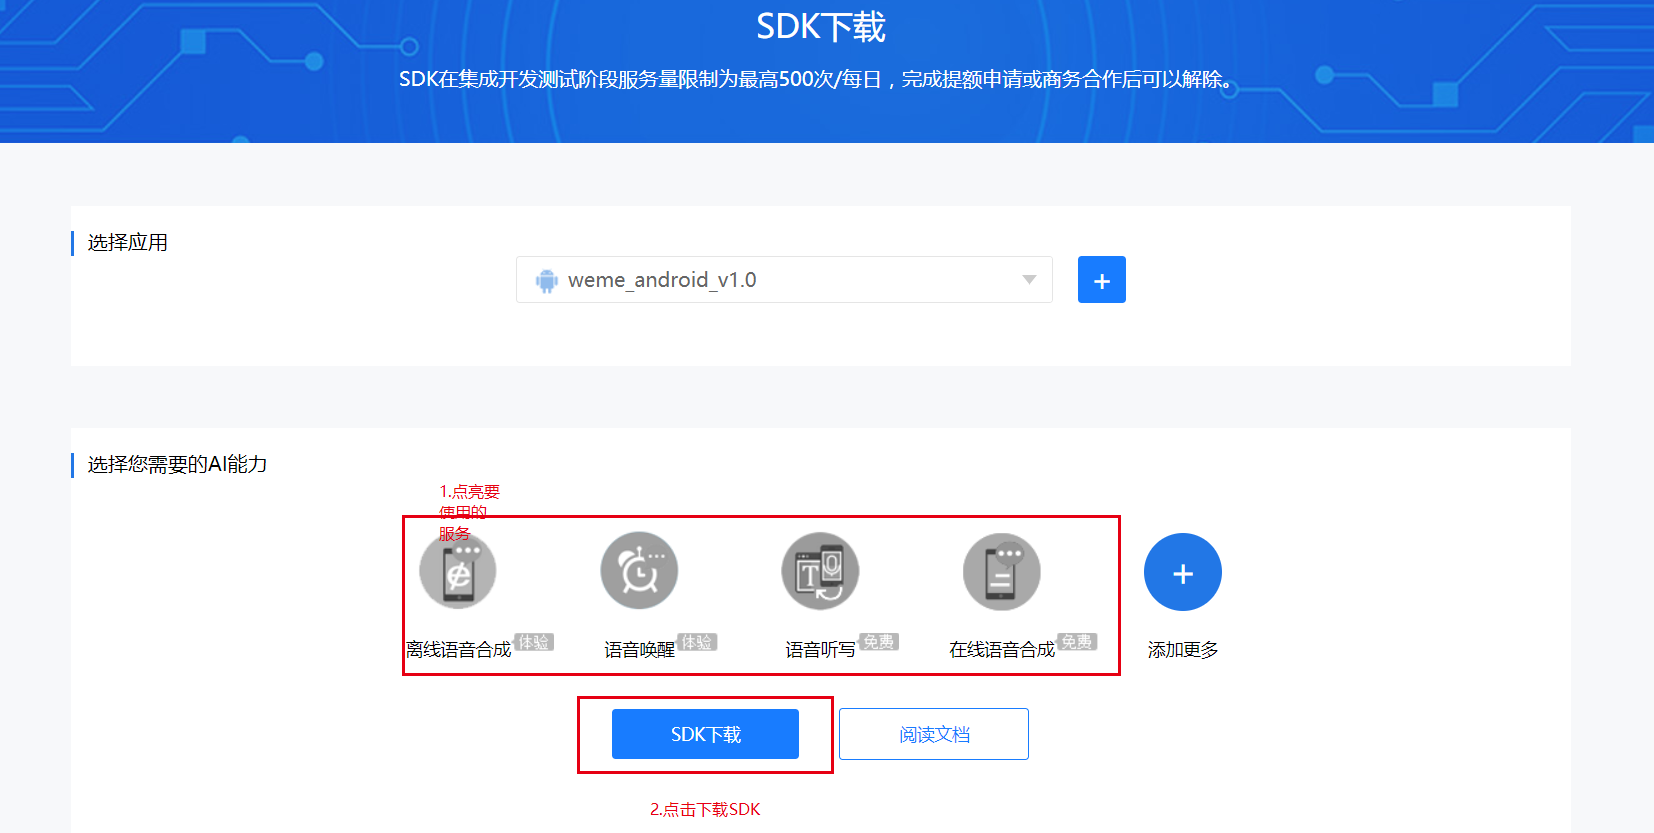 SDK下载
SDK在集成开发测试阶段服务量限制为最高500次/每日，完成提额申请或商务合作后可以解除。
选择应用
weme_android_v1.0
+
选择您需要的AI能力
1.点亮要
使用的
服务
离线语音合成 体验
语音唤醒 体验
语音听写 免费
在线语音合成 免费
+
添加更多
SDK下载
阅读文档
2.点击下载SDK